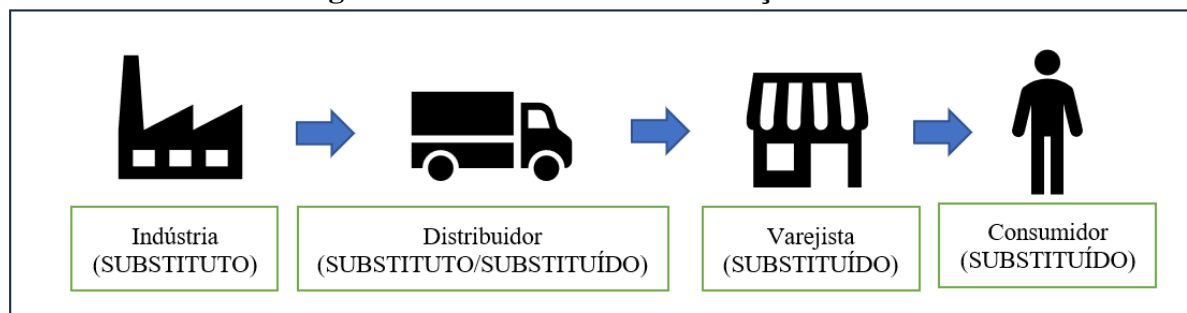 Indústria
(SUBSTITUTO)
Distribuidor
(SUBSTITUTO/SUBSTITUÍDO)
Varejista
(SUBSTITUÍDO)
Consumidor
(SUBSTITUÍDO)